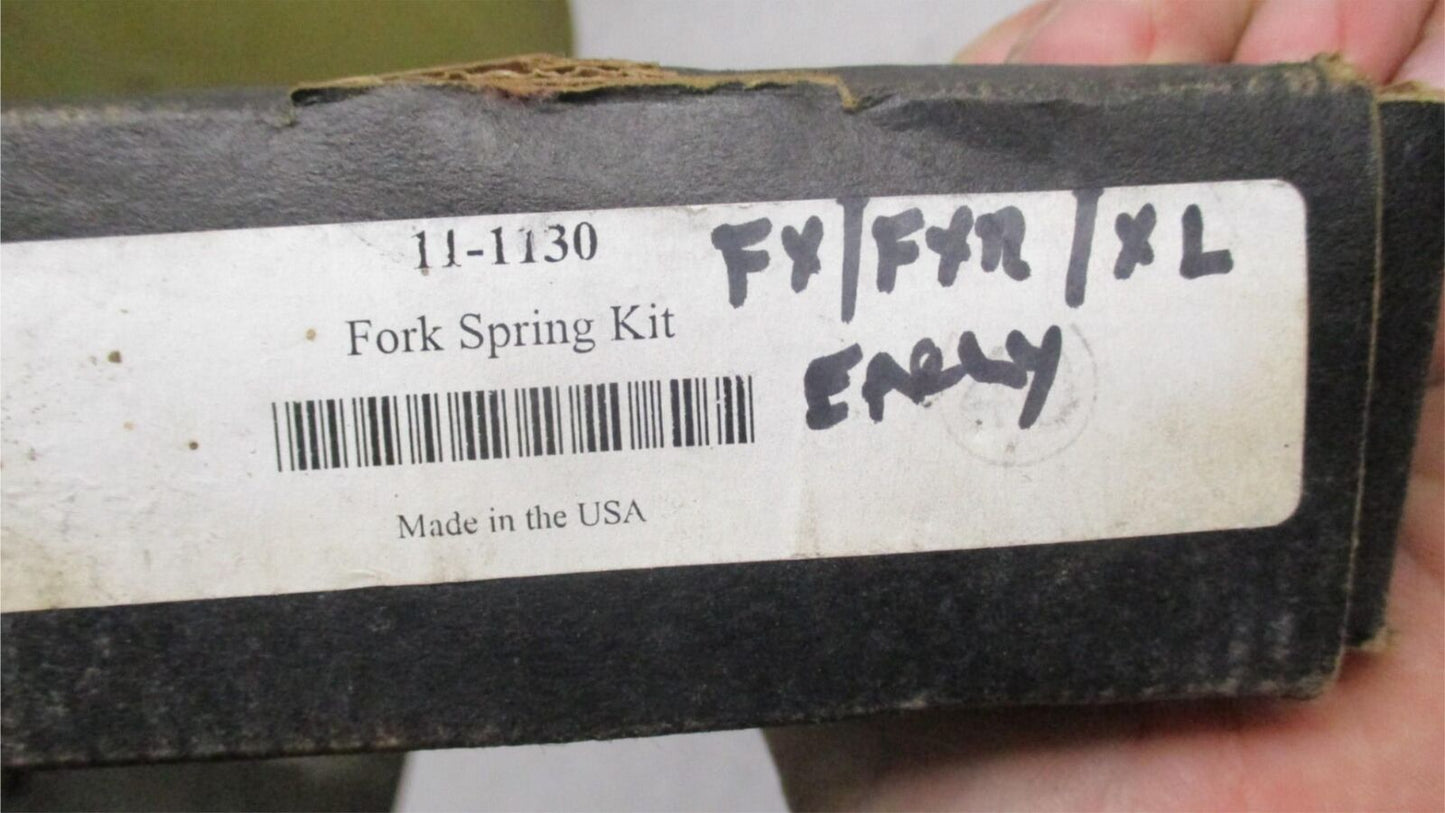 11-1130
FX/FXR/XL
Fork Spring Kit
EARLY
Made in the USA